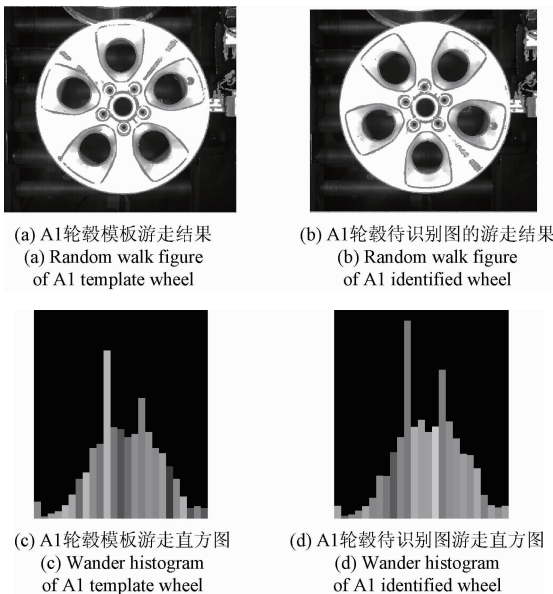 (a) A1轮毂模板游走结果
(a) Random walk figure
of A1 template wheel
(b) A1轮毂待识别图的游走结果
(b) Random walk figure
of A1 identified wheel
(c) A1轮毂模板游走直方图
(c) Wander histogram
of A1 template wheel
(d) A1轮毂待识别图游走直方图
(d) Wander histogram
of A1 identified wheel